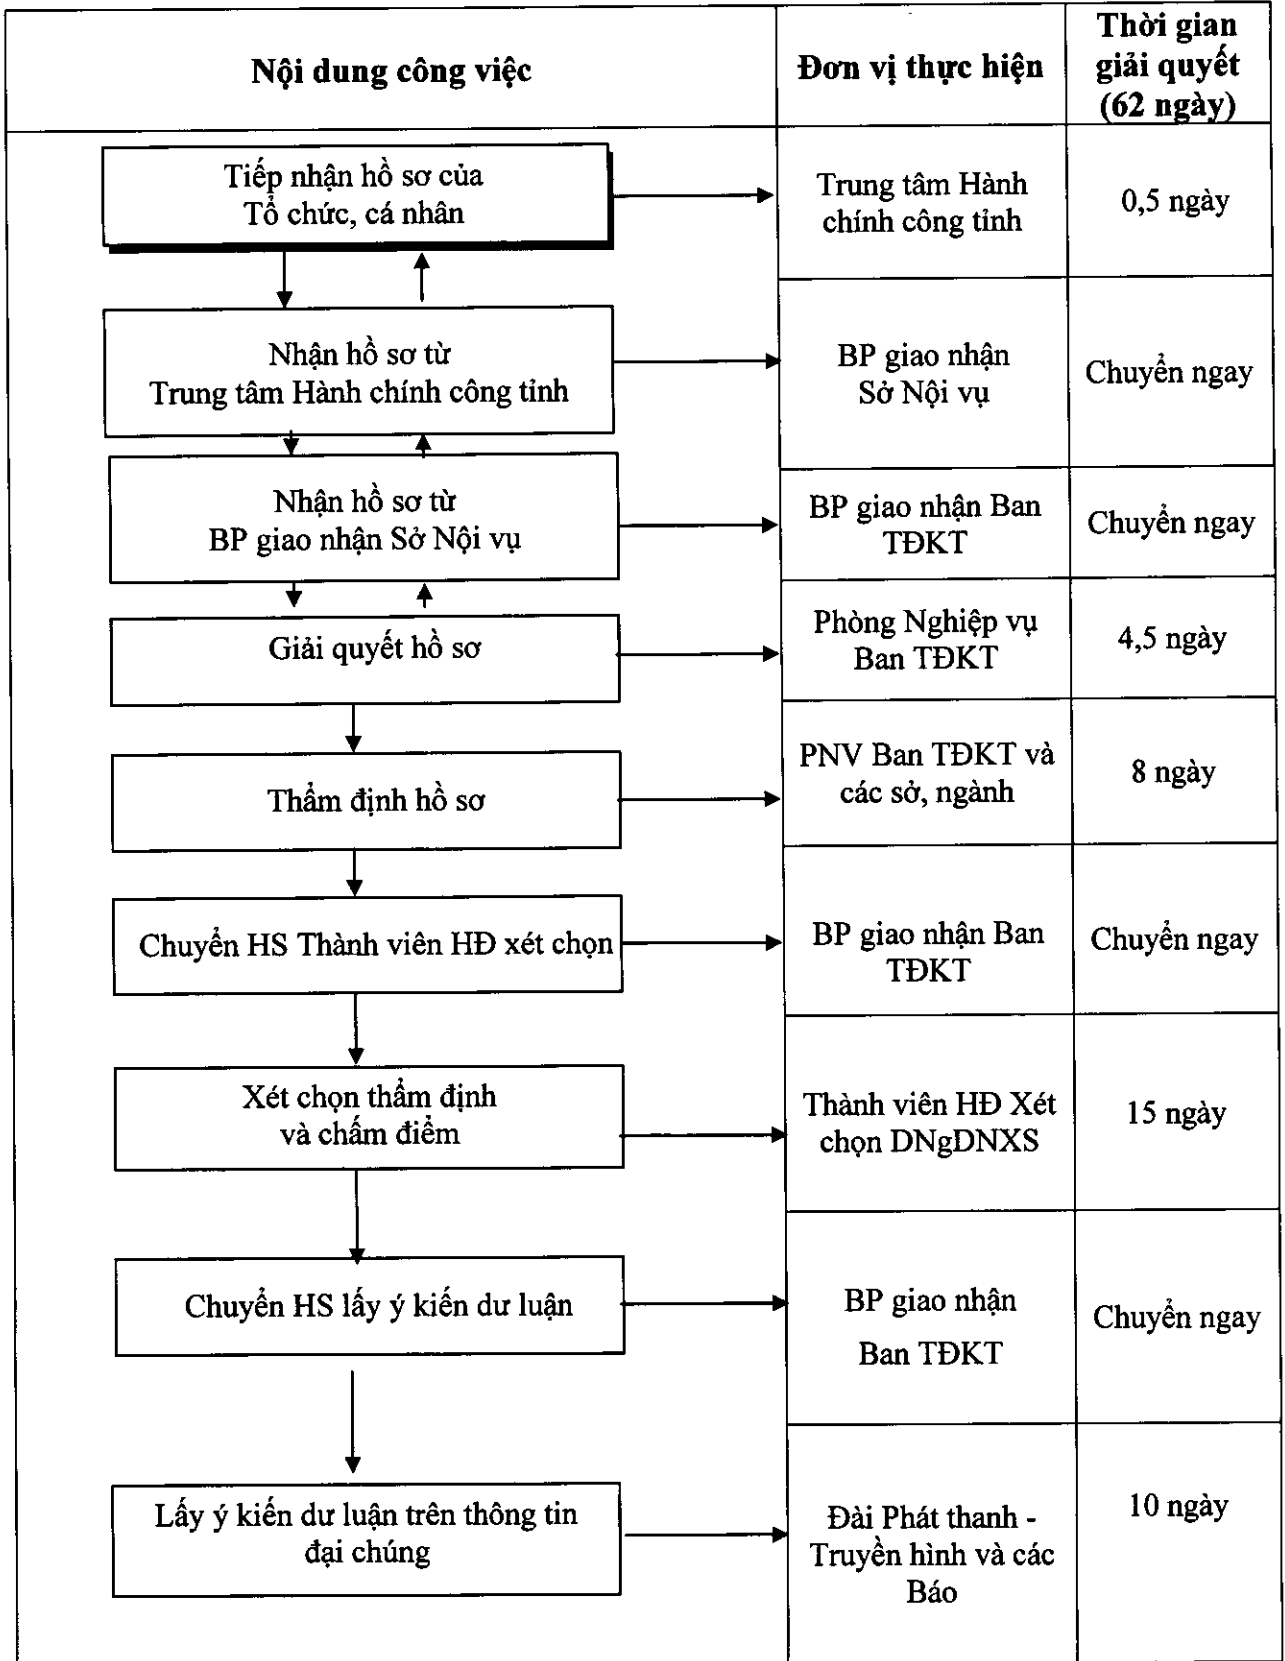 Nội dung công việc
Đơn vị thực hiện
Thời gian
giải quyết
(62 ngày)
Tiếp nhận hồ sơ của
Tổ chức, cá nhân
Trung tâm Hành
chính công tỉnh
0,5 ngày
Nhận hồ sơ từ
Trung tâm Hành chính công tỉnh
BP giao nhận
Sở Nội vụ
Chuyển ngay
Nhận hồ sơ từ
BP giao nhận Sở Nội vụ
BP giao nhận Ban
TĐKT
Chuyển ngay
Giải quyết hồ sơ
Phòng Nghiệp vụ
Ban TĐKT
4,5 ngày
Thẩm định hồ sơ
PNV Ban TĐKT và
các sở, ngành
8 ngày
Chuyển HS Thành viên HĐ xét chọn
BP giao nhận Ban
TĐKT
Chuyển ngay
Xét chọn thẩm định
và chấm điểm
Thành viên HĐ Xét
chọn DNgDNXS
15 ngày
Chuyển HS lấy ý kiến dư luận
BP giao nhận
Ban TĐKT
Chuyển ngay
Lấy ý kiến dư luận trên thông tin
đại chúng
Đài Phát thanh -
Truyền hình và các
Báo
10 ngày